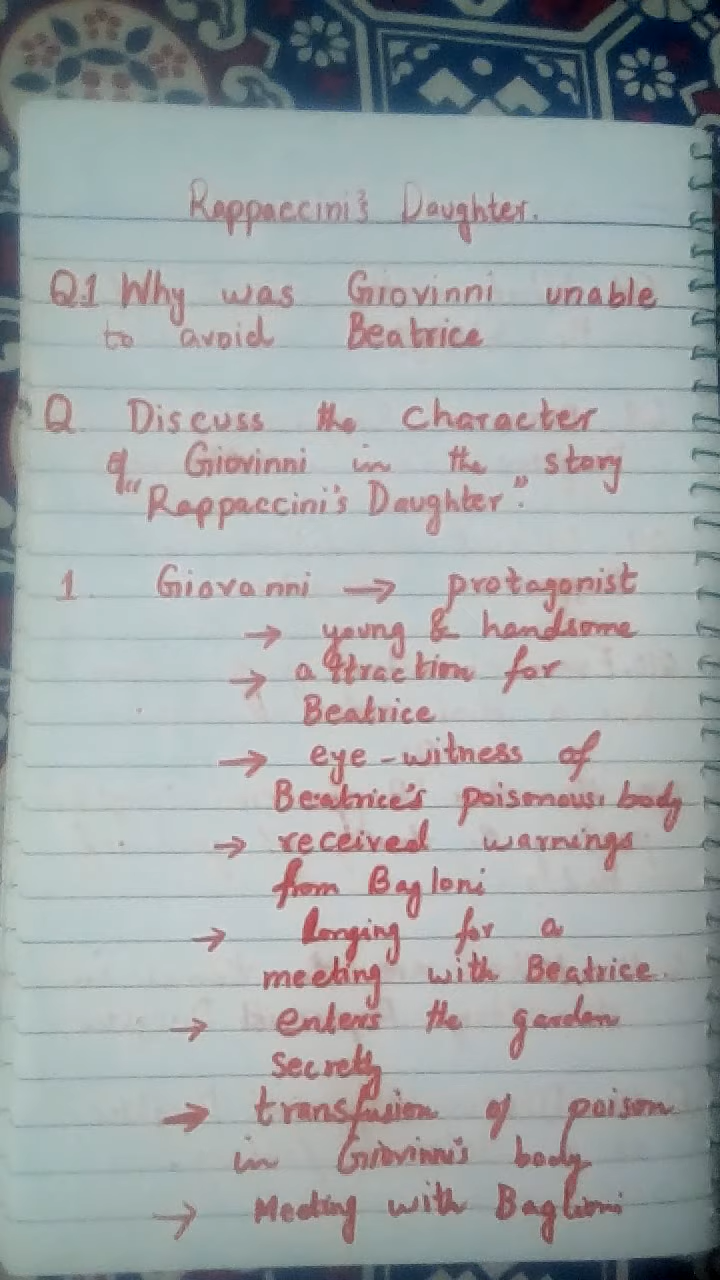 Rappaccini's Daughter.
Q1 Why was Giovinni unable
to avoid Beatrice
Q. Discuss the character
of Giovinni in the story
"Rappaccini's Daughter".
1. Giovanni → protagonist
→ young & handsome
→ attraction for
Beatrice
→ eye-witness of
Beatrice's poisonous body
→ received warnings
from Bagloni
→ longing for a
meeting with Beatrice.
→ enters the garden
secretly
→ transfusion of poison
in Giovinni's body
→ Meeting with Baglioni